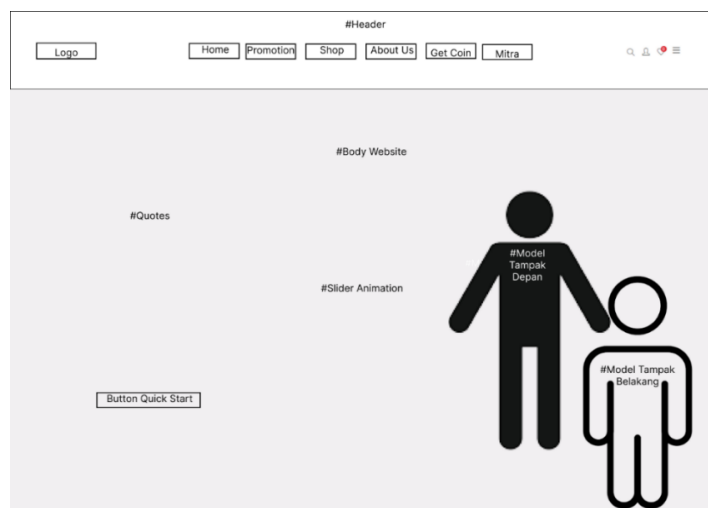 #Header
Logo
Home
Promotion
Shop
About Us
Get Coin
Mitra
#Body Website
#Quotes
#Model
Tampak
Depan
#Slider Animation
#Model Tampak
Belakang
Button Quick Start